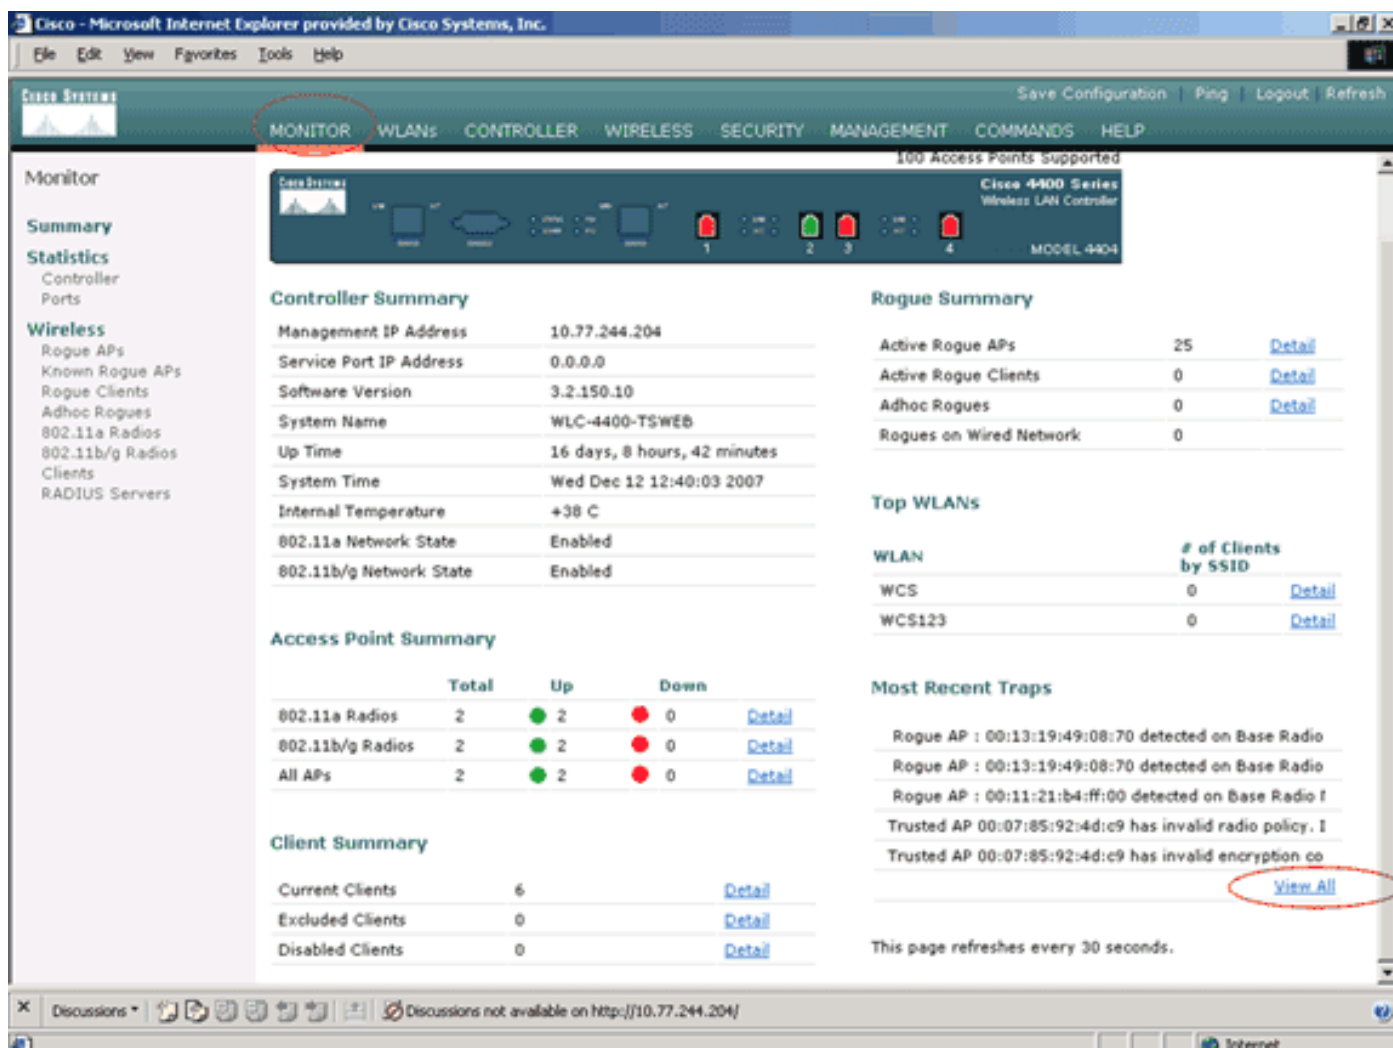 Cisco - Microsoft Internet Explorer provided by Cisco Systems, Inc.
File Edit View Favorites Tools Help
Cisco Systems
Save Configuration | Ping | Logout | Refresh
MONITOR WLANs CONTROLLER WIRELESS SECURITY MANAGEMENT COMMANDS HELP
Monitor
Summary
Statistics
Controller
Ports
Wireless
Rogue APs
Known Rogue APs
Rogue Clients
Adhoc Rogues
802.11a Radios
802.11b/g Radios
Clients
RADIUS Servers
100 Access Points Supported
Cisco Systems
Cisco 4400 Series
Wireless LAN Controller
MODEL 4404
1 2 3 4
Controller Summary
Management IP Address 10.77.244.204
Service Port IP Address 0.0.0.0
Software Version 3.2.150.10
System Name WLC-4400-TSWEB
Up Time 16 days, 8 hours, 42 minutes
System Time Wed Dec 12 12:40:03 2007
Internal Temperature +38 C
802.11a Network State Enabled
802.11b/g Network State Enabled
Access Point Summary
Total Up Down
802.11a Radios 2 2 0 Detail
802.11b/g Radios 2 2 0 Detail
All APs 2 2 0 Detail
Client Summary
Current Clients 6 Detail
Excluded Clients 0 Detail
Disabled Clients 0 Detail
Rogue Summary
Active Rogue APs 25 Detail
Active Rogue Clients 0 Detail
Adhoc Rogues 0 Detail
Rogues on Wired Network 0
Top WLANs
WLAN # of Clients by SSID
WCS 0 Detail
WCS123 0 Detail
Most Recent Traps
Rogue AP : 00:13:19:49:08:70 detected on Base Radio
Rogue AP : 00:13:19:49:08:70 detected on Base Radio
Rogue AP : 00:11:21:b4:ff:00 detected on Base Radio
Trusted AP 00:07:85:92:4d:c9 has invalid radio policy. I
Trusted AP 00:07:85:92:4d:c9 has invalid encryption co
View All
This page refreshes every 30 seconds.
Discussions Discussions not available on http://10.77.244.204/
Internet